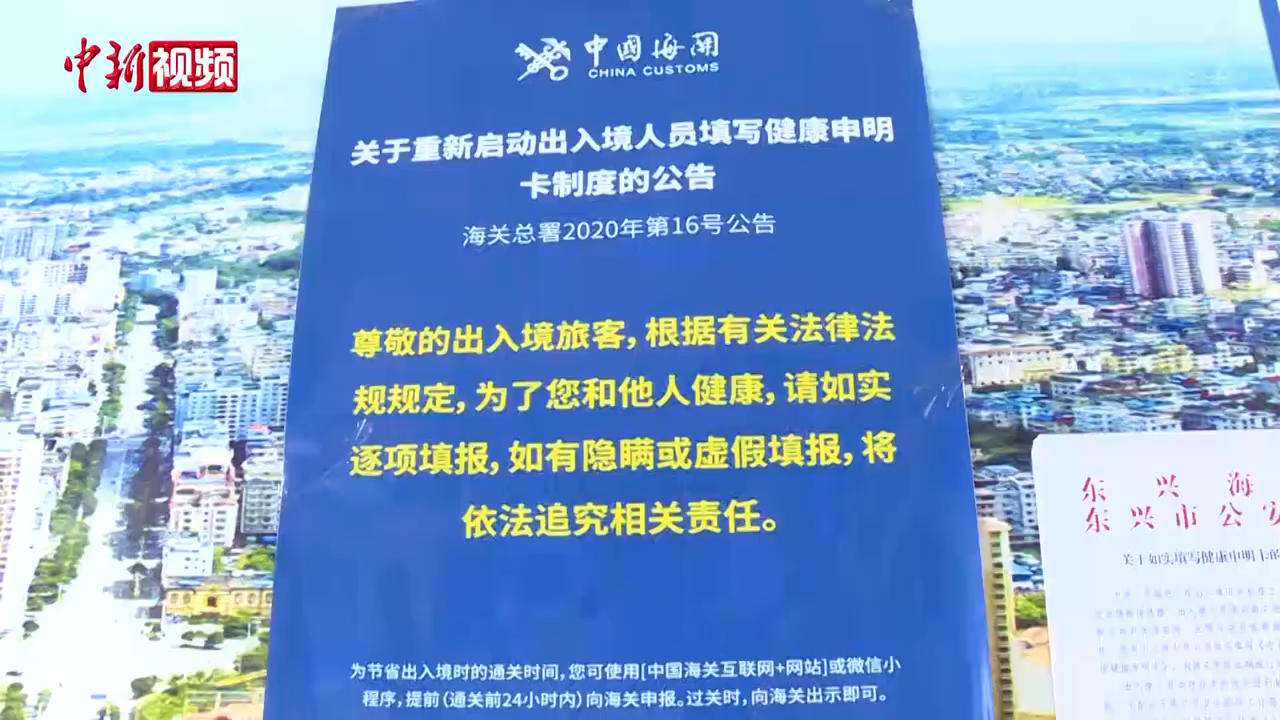 中新视频
中國海關
CHINA CUSTOMS
关于重新启动出入境人员填写健康申明
卡制度的公告
海关总署2020年第16号公告
尊敬的出入境旅客,根据有关法律法
规规定,为了您和他人健康,请如实
逐项填报,如有隐瞒或虚假填报,将
依法追究相关责任。
为节省出入境时的通关时间,您可使用[中国海关互联网+网站]或微信小
程序,提前(通关前24小时内)向海关申报。过关时,向海关出示即可。
东兴海
东兴市公安
关于如实填写健康申明卡的